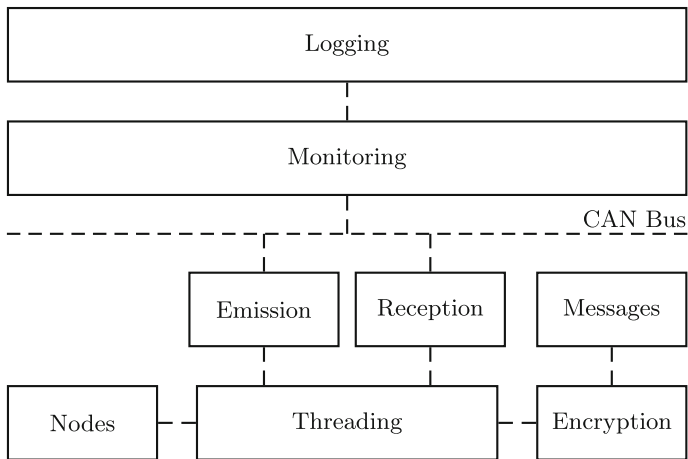 Logging
Monitoring
CAN Bus
Emission
Reception
Messages
Nodes
Threading
Encryption